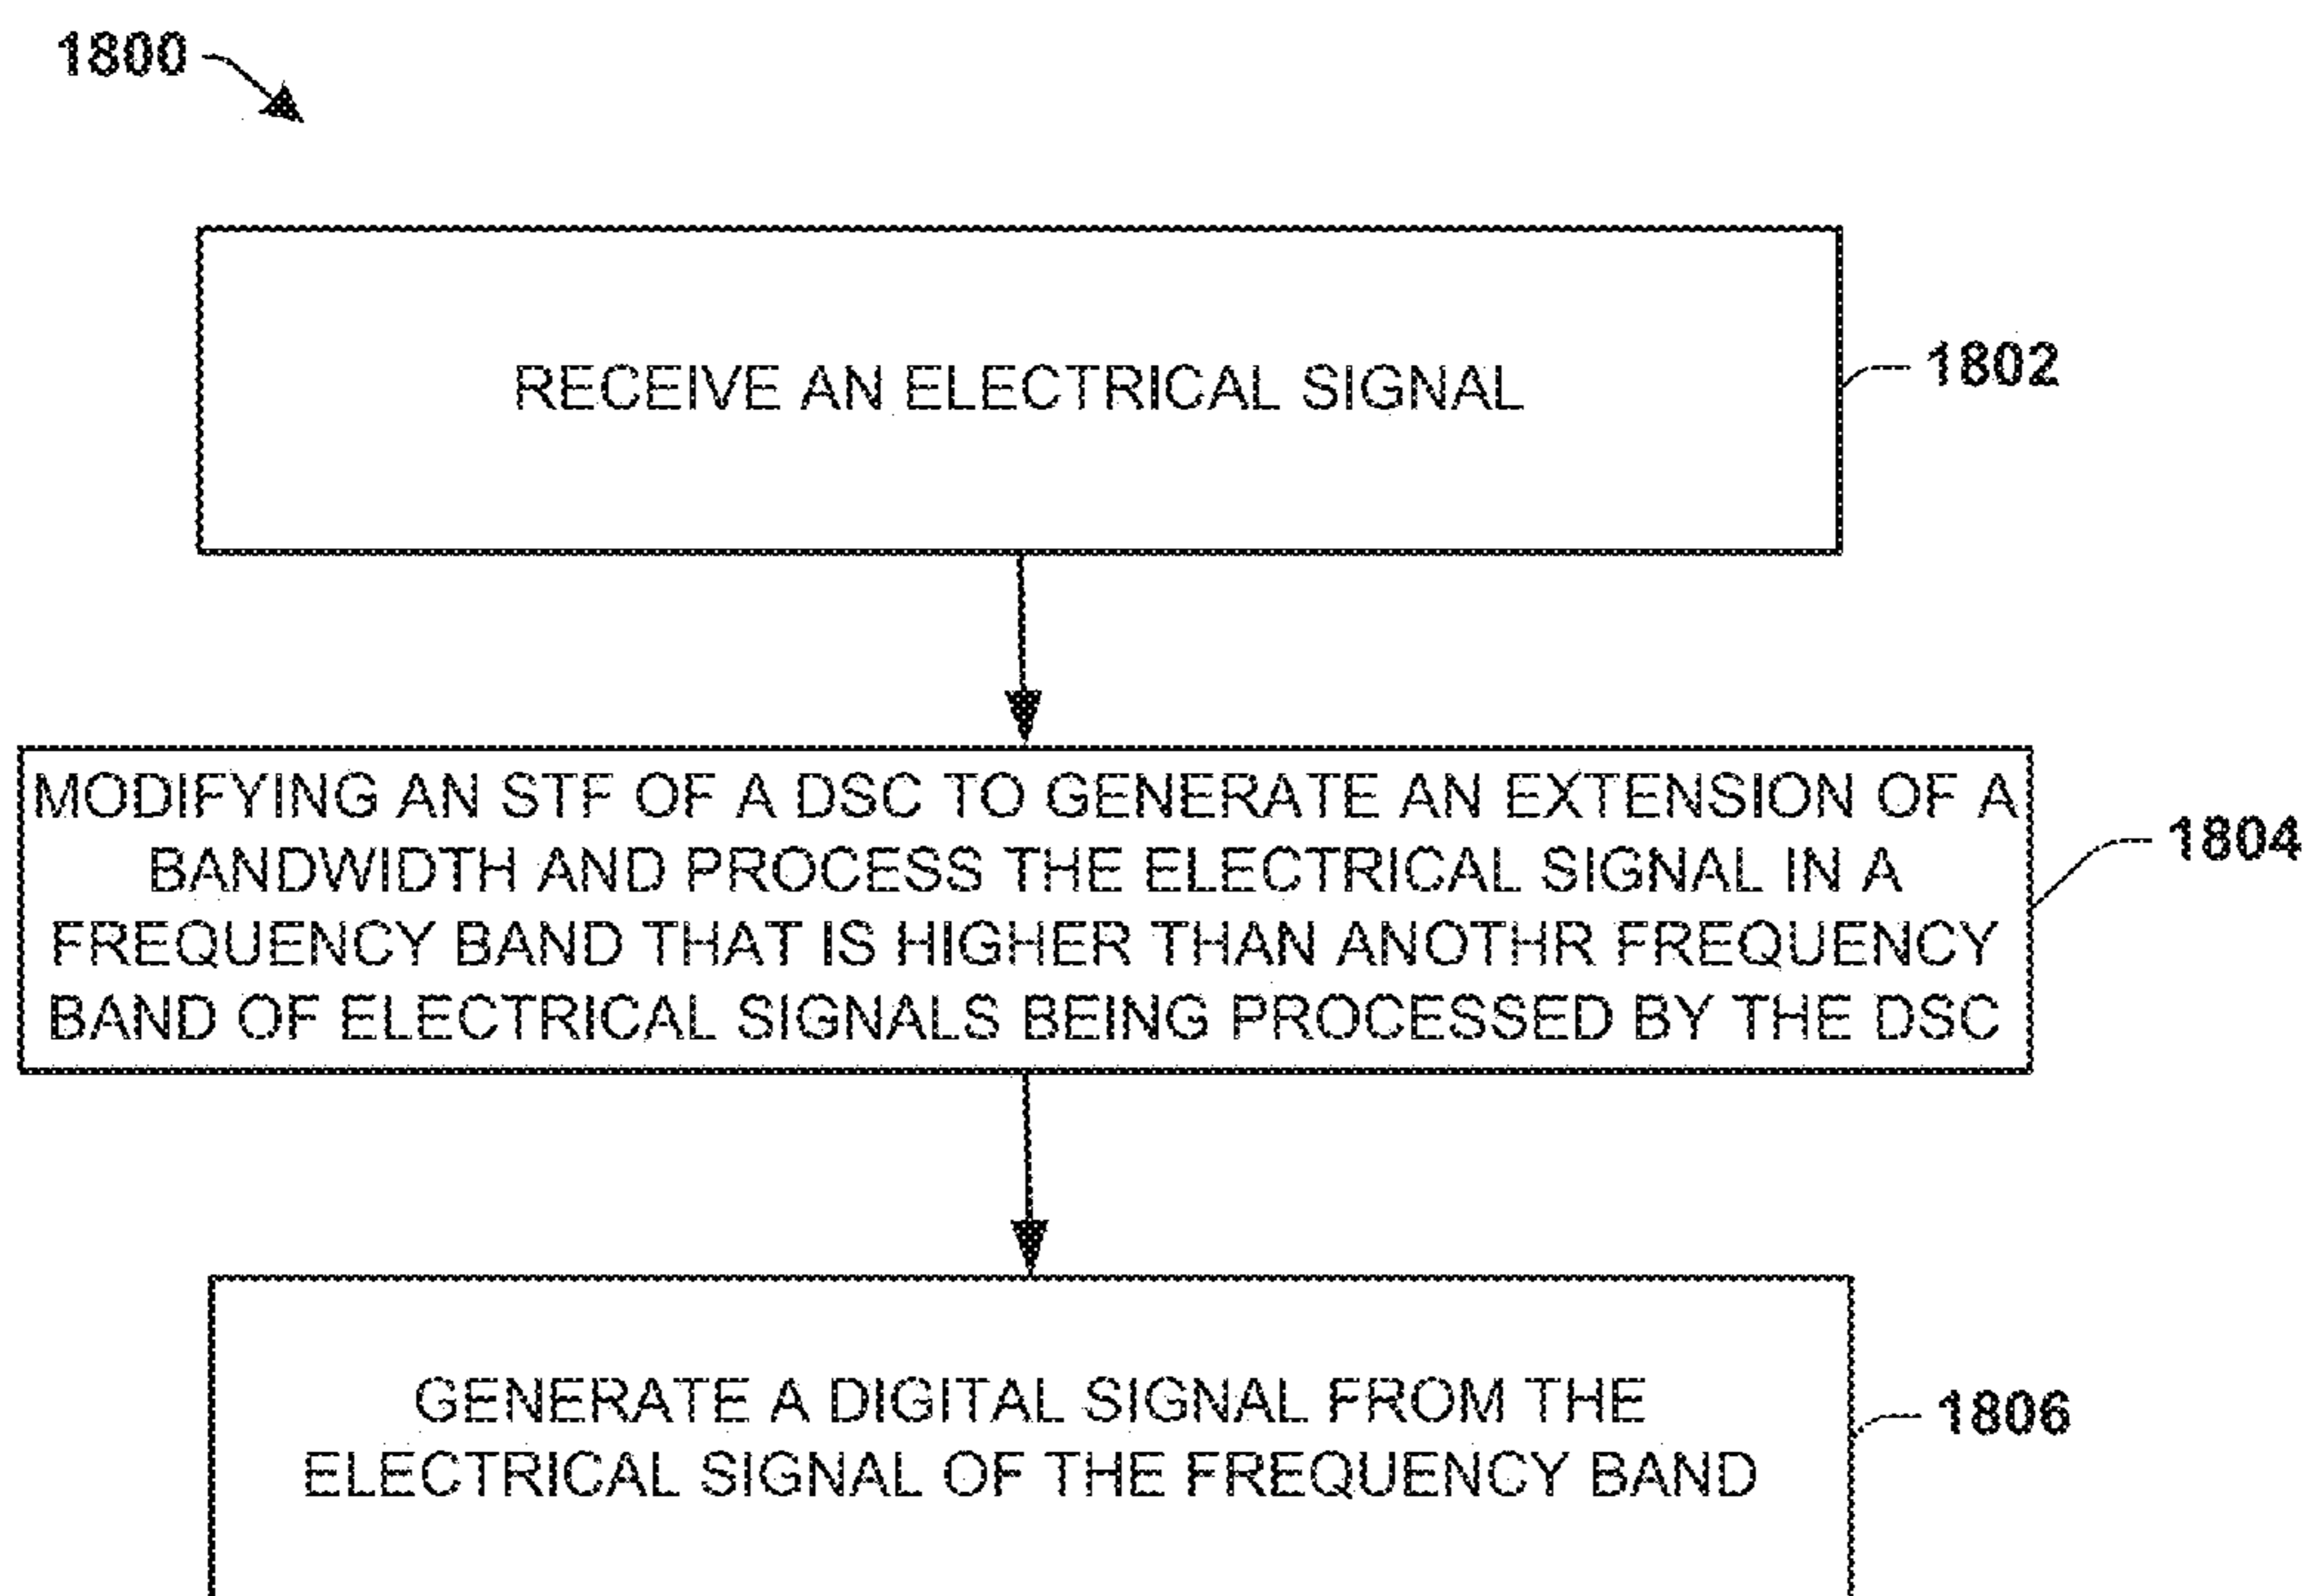 1800
RECEIVE AN ELECTRICAL SIGNAL
1802
MODIFYING AN STF OF A DSC TO GENERATE AN EXTENSION OF A
BANDWIDTH AND PROCESS THE ELECTRICAL SIGNAL IN A
FREQUENCY BAND THAT IS HIGHER THAN ANOTHR FREQUENCY
BAND OF ELECTRICAL SIGNALS BEING PROCESSED BY THE DSC
1804
GENERATE A DIGITAL SIGNAL FROM THE
ELECTRICAL SIGNAL OF THE FREQUENCY BAND
1806